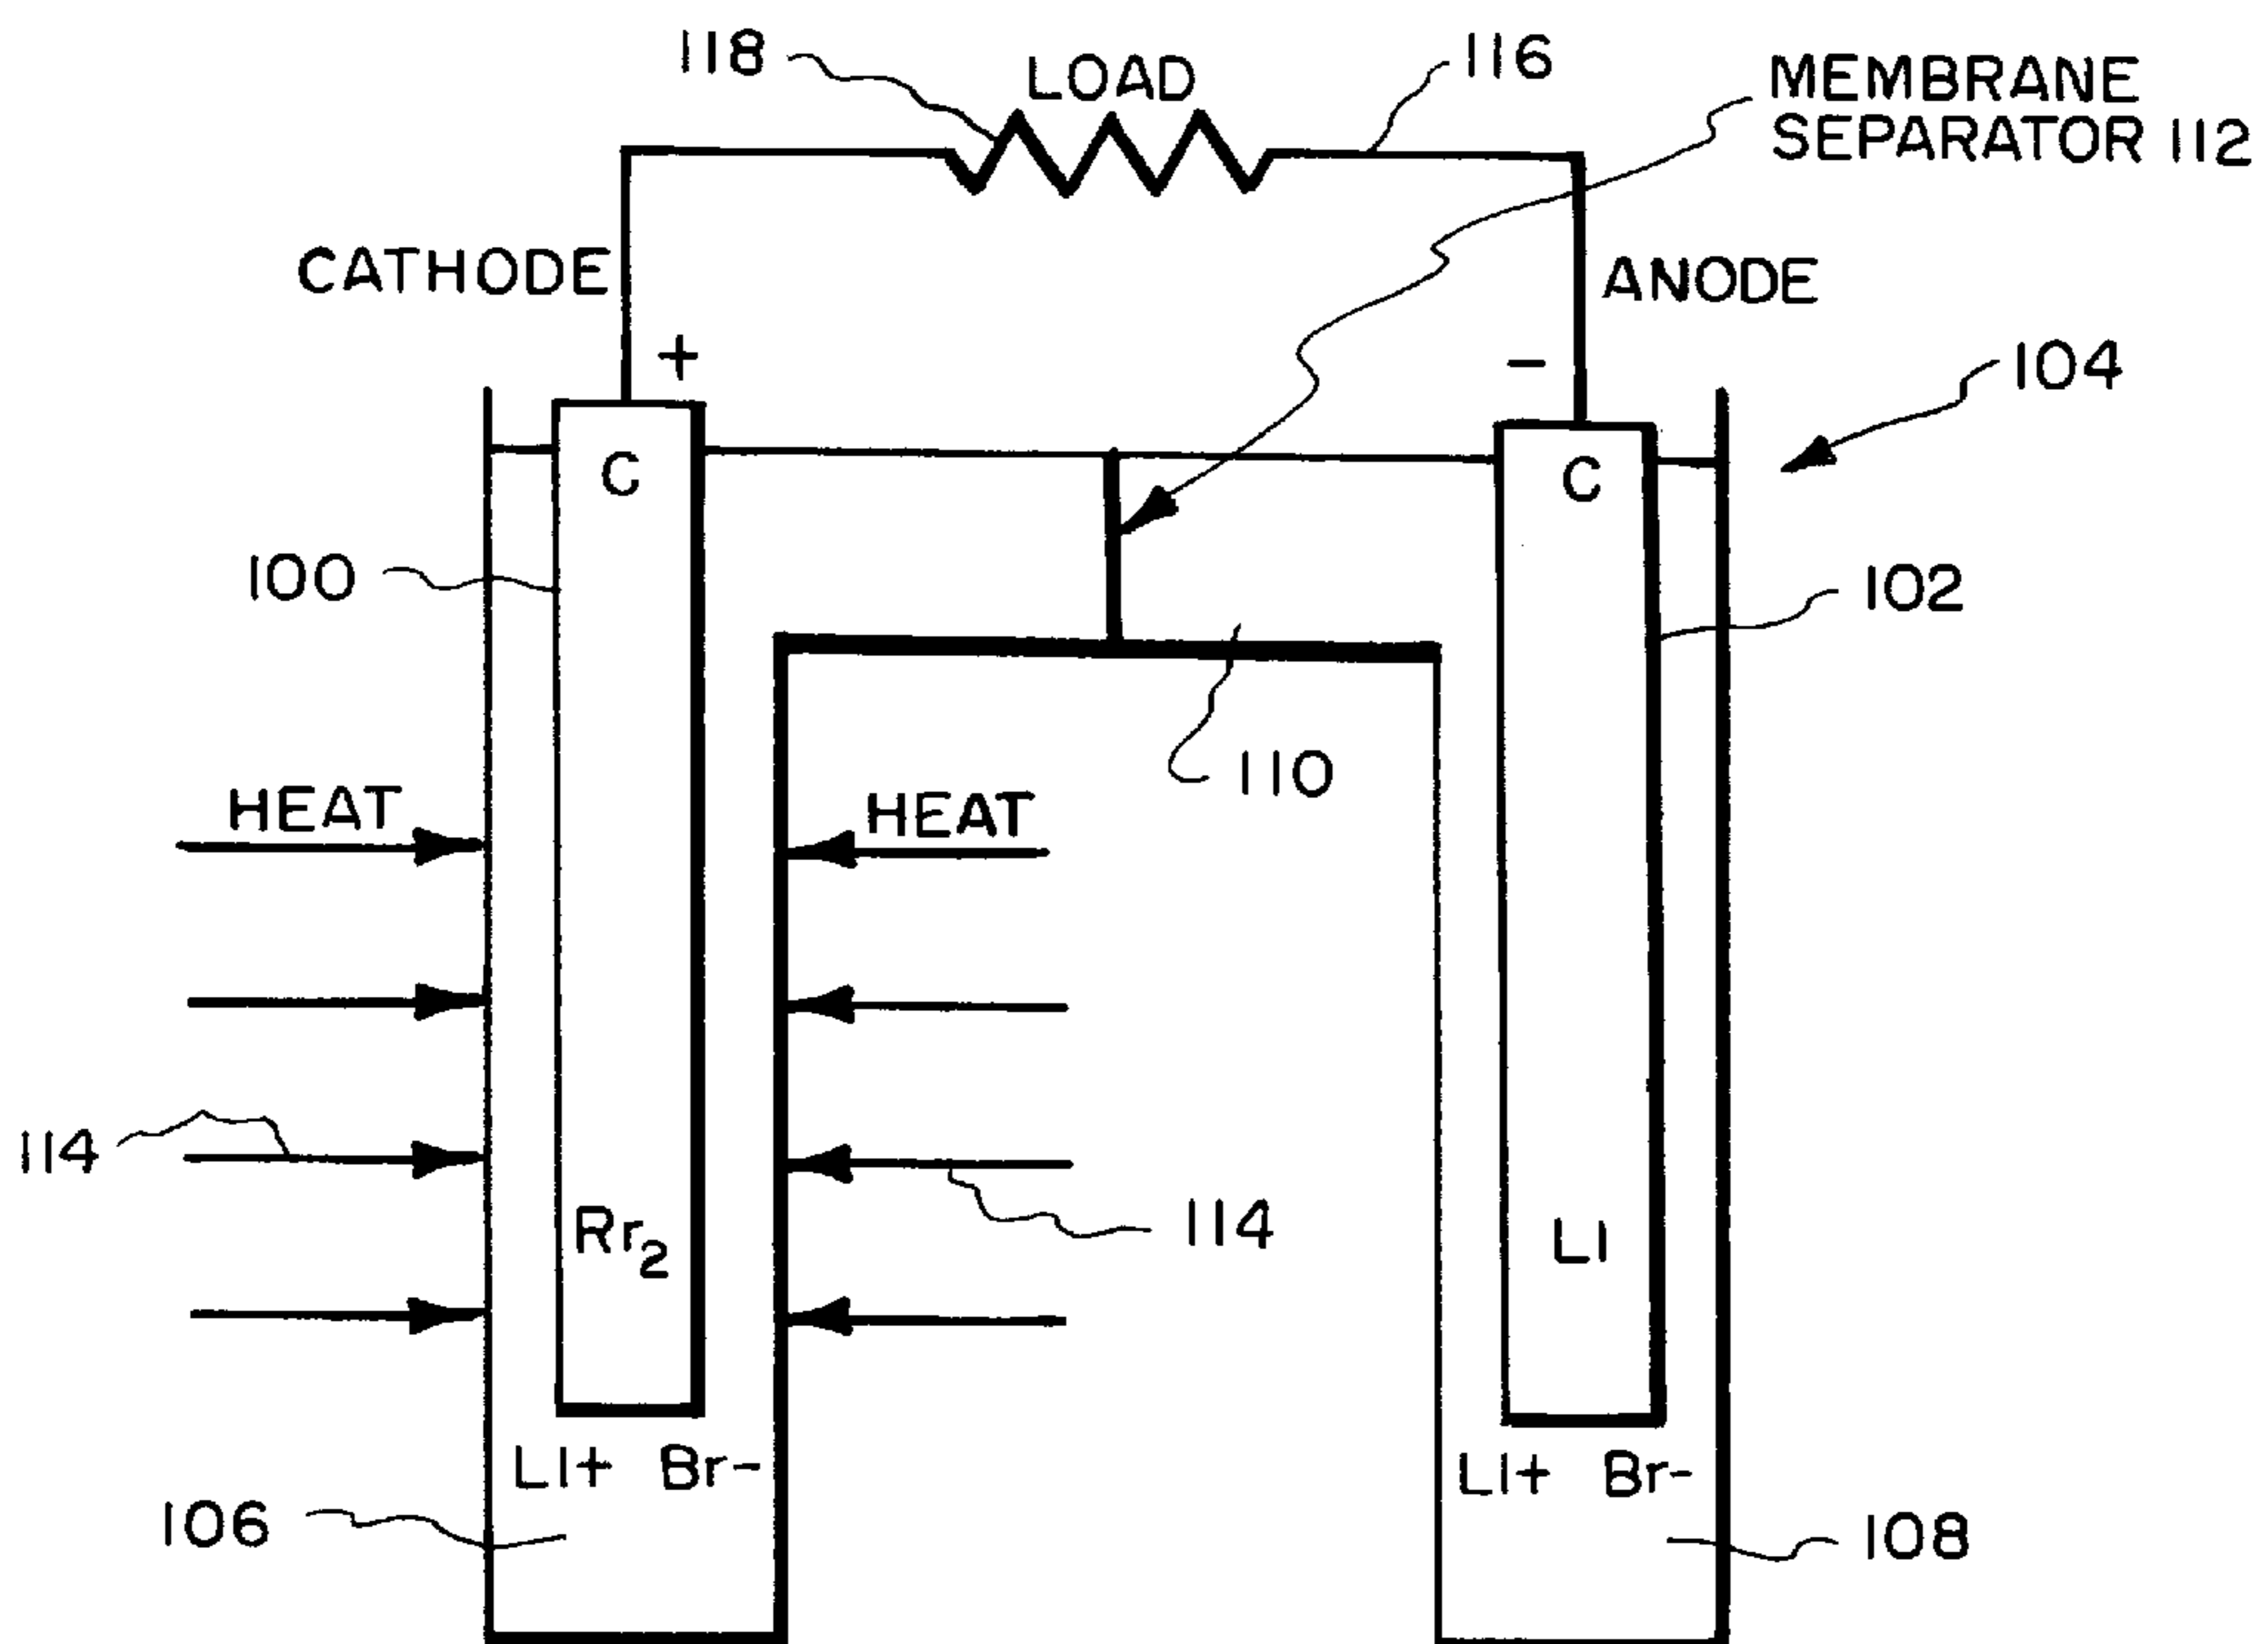 118
LOAD
116
MEMBRANE
SEPARATOR 112
CATHODE
ANODE
+
−
104
C
C
100
102
110
HEAT
HEAT
114
114
Rr2
LI
LI+ Br-
LI+ Br-
106
108